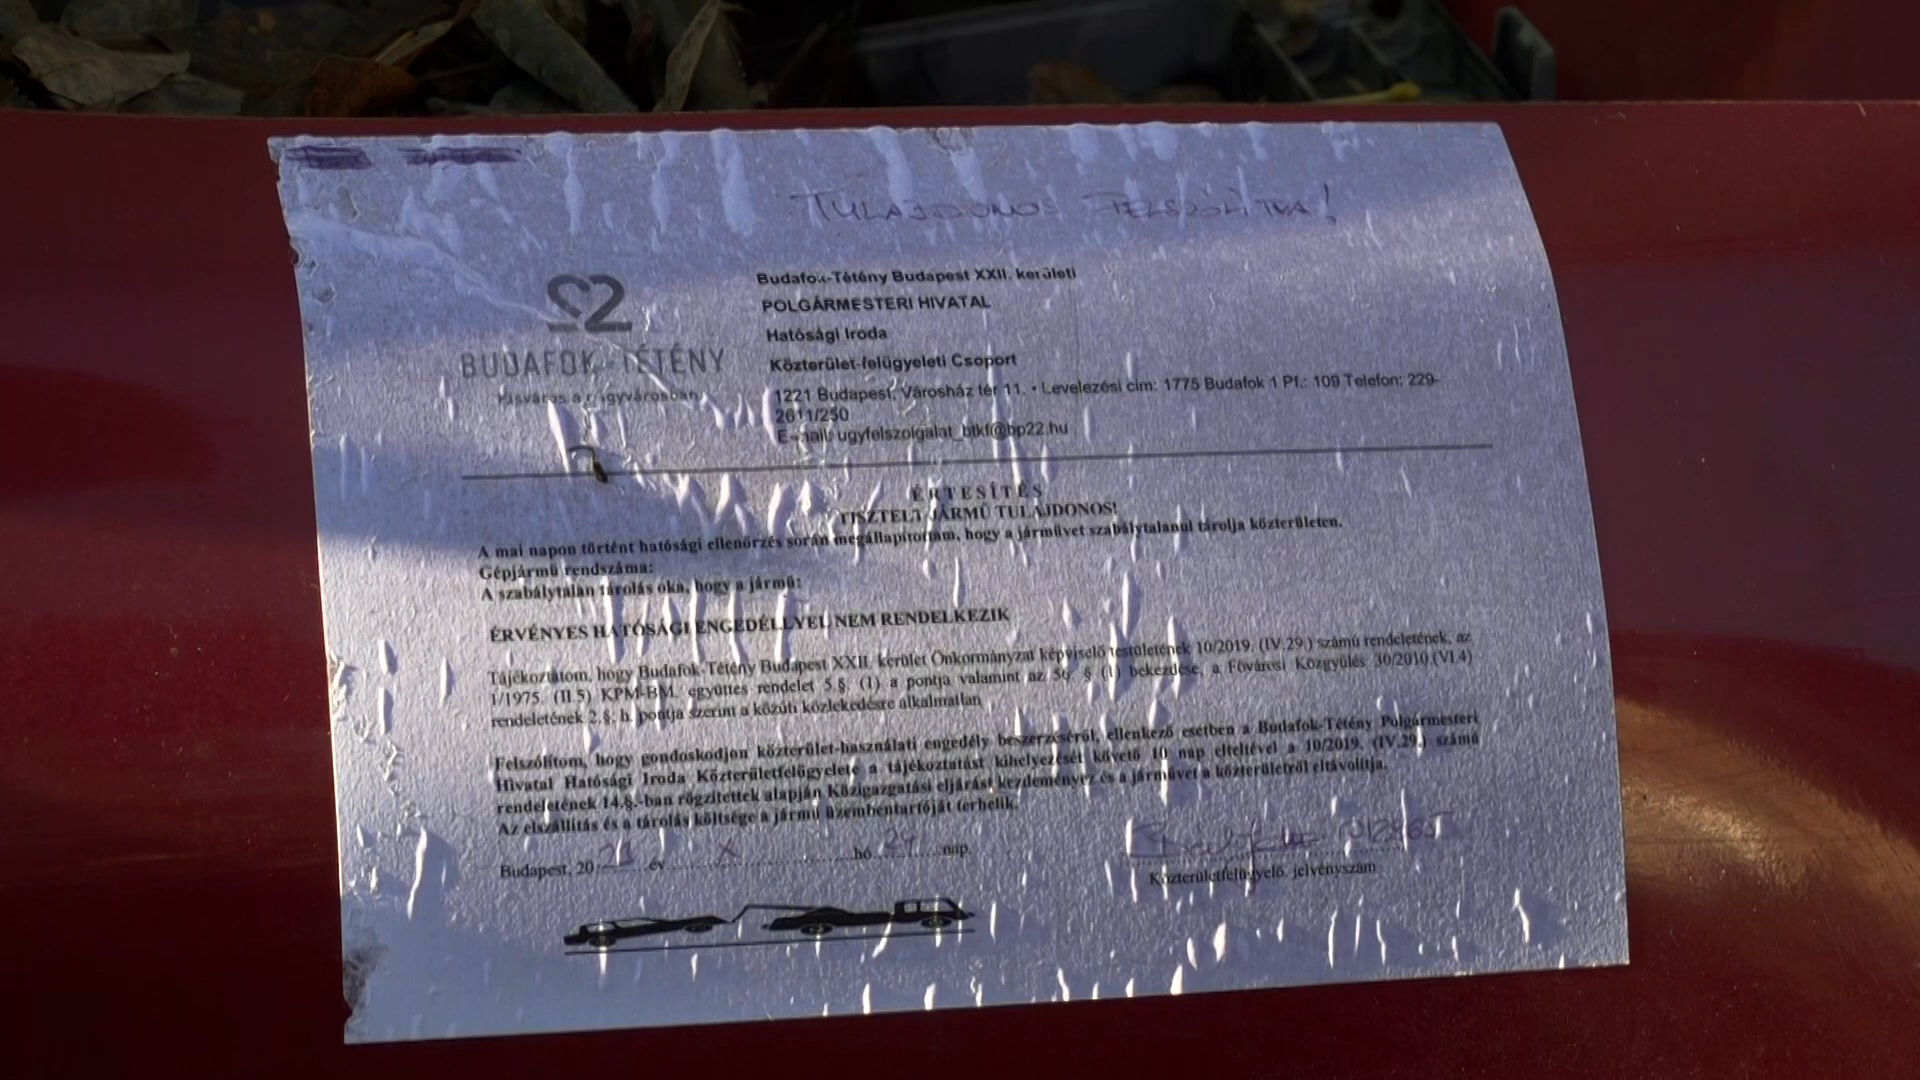 TULAJDONOS FELSZÓLÍTVA!
22
BUDAFOK-TÉTÉNY
Kisváros a nagyvárosban
Budafok-Tétény Budapest XXII. kerületi
POLGÁRMESTERI HIVATAL
Hatósági Iroda
Közterület-felügyeleti Csoport
1221 Budapest, Városház tér 11. • Levelezési cím: 1775 Budafok 1 Pf.: 109 Telefon: 229-
2611/250
E-mail: ugyfelszolgalat_btkf@bp22.hu
ÉRTESÍTÉS
TISZTELT JÁRMŰ TULAJDONOS!
A mai napon történt hatósági ellenőrzés során megállapítottam, hogy a járművet szabálytalanul tárolja közterületen.
Gépjármű rendszáma:
A szabálytalan tárolás oka, hogy a jármű:
ÉRVÉNYES HATÓSÁGI ENGEDÉLLYEL NEM RENDELKEZIK
Tájékoztatom, hogy Budafok-Tétény Budapest XXII. kerület Önkormányzat képviselő testületének 10/2019. (IV.29.) számú rendeletének, az
1/1975. (II.5) KPM-BM. együttes rendelet 5.§. (1) a pontja valamint az 56. § (1) bekezdése, a Fővárosi Közgyűlés 30/2010.(VI.4)
rendeletének 2.§. h. pontja szerint a közúti közlekedésre alkalmatlan
Felszólítom, hogy gondoskodjon közterület-használati engedély beszerzéséről, ellenkező esetben a Budafok-Tétény Polgármesteri
Hivatal Hatósági Iroda Közterületfelügyelete a tájékoztatást kihelyezését követő 10 nap elteltével a 10/2019. (IV.29.) számú
rendeletének 14.§.-ban rögzítettek alapján Közigazgatási eljárást kezdeményez és a járművet a közterületről eltávolítja.
Az elszállítás és a tárolás költsége a jármű üzembentartóját terhelik.
Budapest, 20 21 év X hó 29 nap.
Közterületfelügyelő, jelvényszám